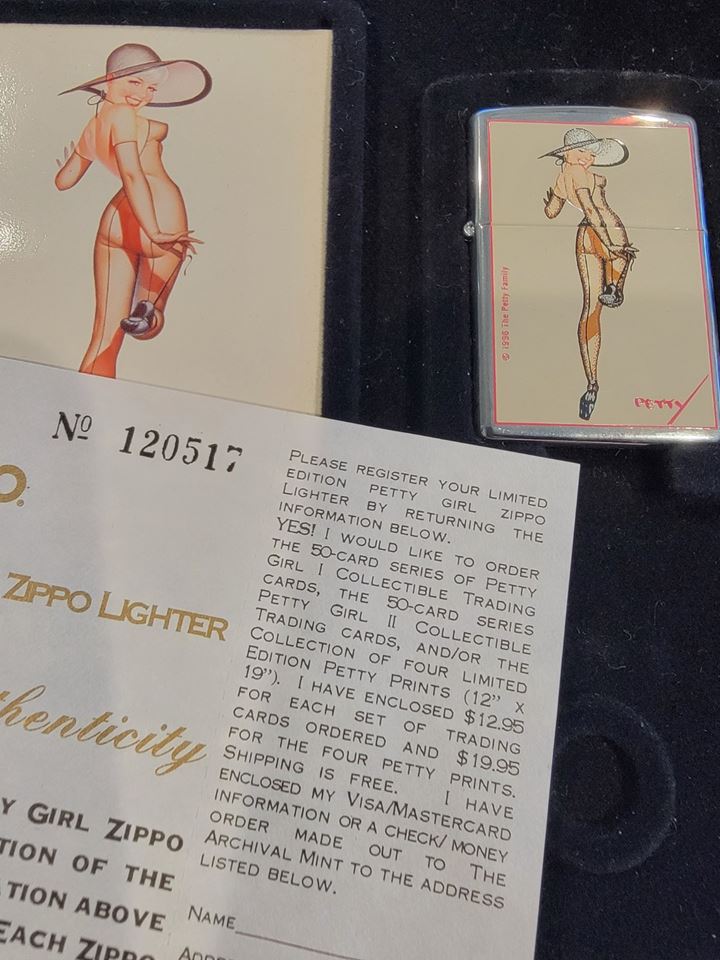 © 1996 The Petty Family
PETTY
Nº 120517
O.
ZIPPO LIGHTER
henticity
Y GIRL ZIPPO
TION OF THE
TION ABOVE
EACH ZIPPO
PLEASE REGISTER YOUR LIMITED
EDITION PETTY GIRL ZIPPO
LIGHTER BY RETURNING THE
INFORMATION BELOW.
YES! I WOULD LIKE TO ORDER
THE 50-CARD SERIES OF PETTY
GIRL I COLLECTIBLE TRADING
CARDS, THE 50-CARD SERIES
PETTY GIRL II COLLECTIBLE
TRADING CARDS, AND/OR THE
COLLECTION OF FOUR LIMITED
EDITION PETTY PRINTS (12" X
19"). I HAVE ENCLOSED $12.95
FOR EACH SET OF TRADING
CARDS ORDERED AND $19.95
FOR THE FOUR PETTY PRINTS.
SHIPPING IS FREE. I HAVE
ENCLOSED MY VISA/MASTERCARD
INFORMATION OR A CHECK/ MONEY
ORDER MADE OUT TO THE
ARCHIVAL MINT TO THE ADDRESS
LISTED BELOW.
NAME